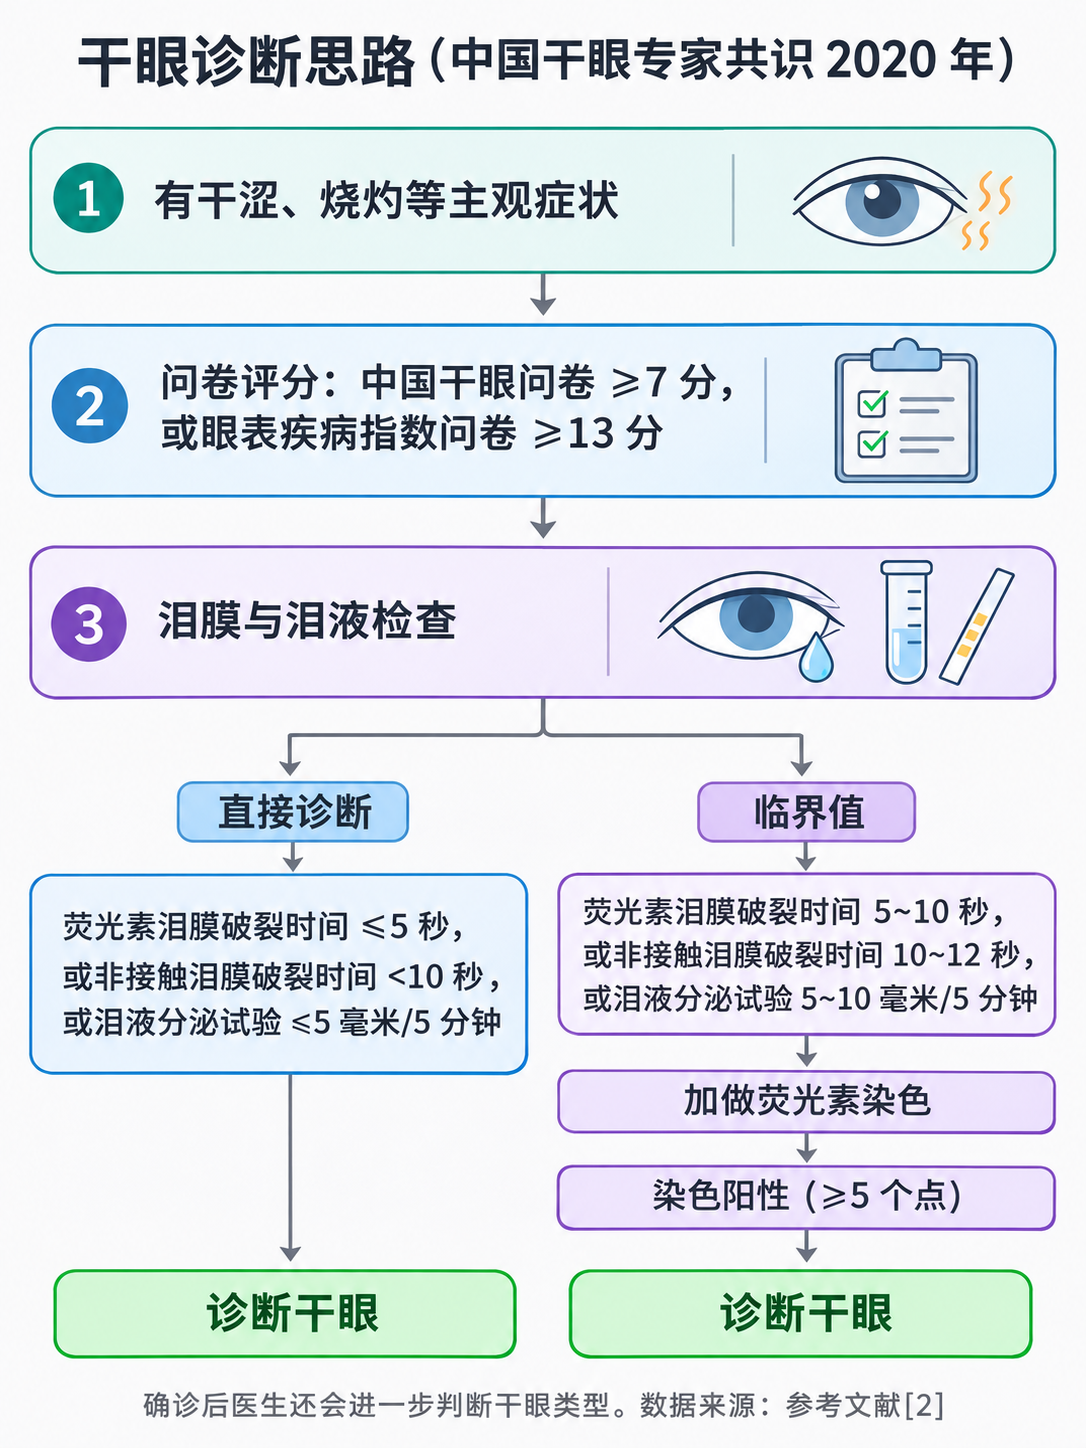 干眼诊断思路（中国干眼专家共识 2020 年）
1
有干涩、烧灼等主观症状
2
问卷评分：中国干眼问卷 ≥7 分，
或眼表疾病指数问卷 ≥13 分
3
泪膜与泪液检查
直接诊断
荧光素泪膜破裂时间 ≤5 秒，
或非接触泪膜破裂时间 <10 秒，
或泪液分泌试验 ≤5 毫米/5 分钟
诊断干眼
临界值
荧光素泪膜破裂时间 5~10 秒，
或非接触泪膜破裂时间 10~12 秒，
或泪液分泌试验 5~10 毫米/5 分钟
加做荧光素染色
染色阳性（≥5 个点）
诊断干眼
确诊后医生还会进一步判断干眼类型。数据来源：参考文献[2]